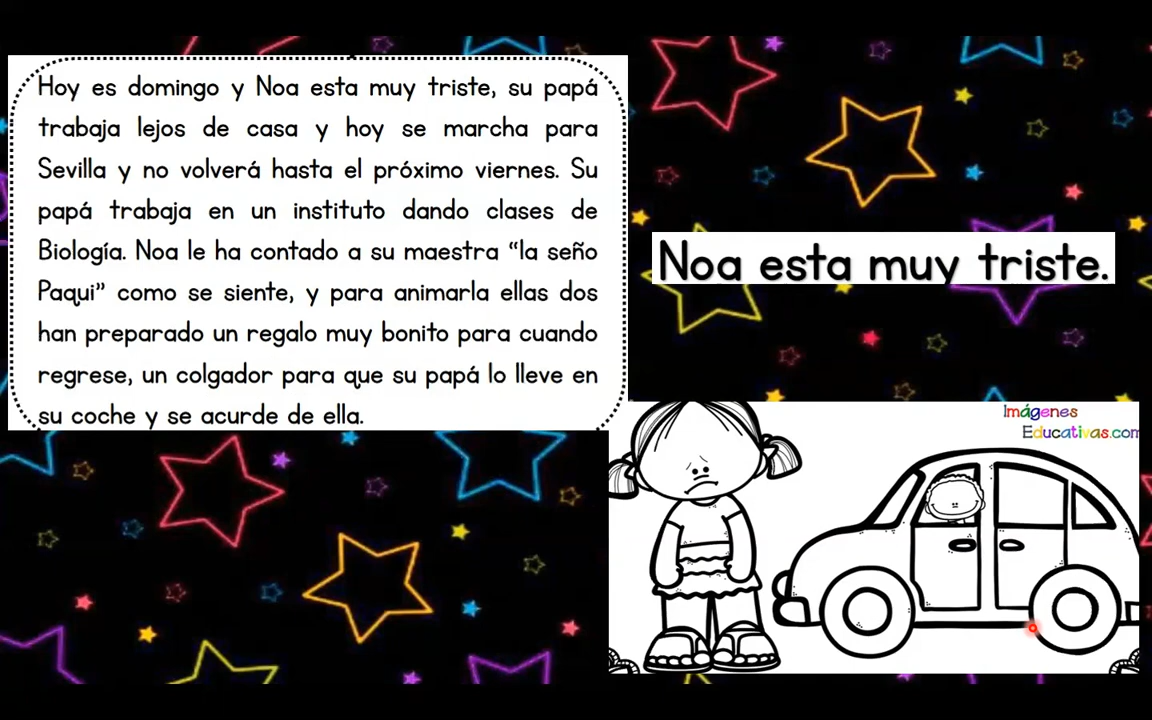 Hoy es domingo y Noa esta muy triste, su papá
trabaja lejos de casa y hoy se marcha para
Sevilla y no volverá hasta el próximo viernes. Su
papá trabaja en un instituto dando clases de
Biología. Noa le ha contado a su maestra “la seño
Paqui” como se siente, y para animarla ellas dos
han preparado un regalo muy bonito para cuando
regrese, un colgador para que su papá lo lleve en
su coche y se acurde de ella.
Noa esta muy triste.
Imágenes
Educativas.com